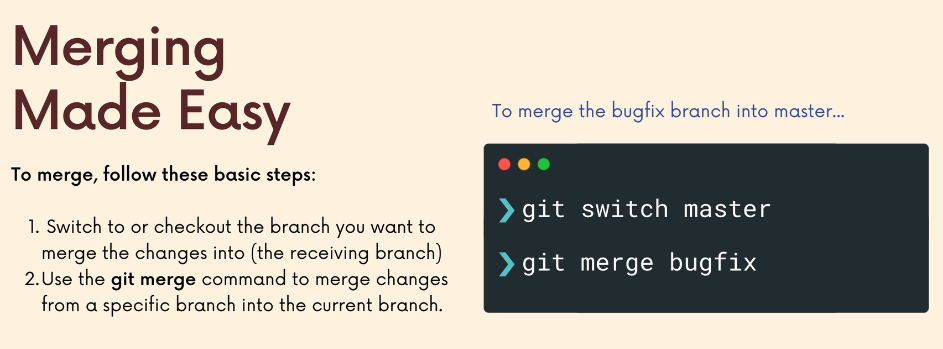 Merging
Made Easy
To merge, follow these basic steps:
1. Switch to or checkout the branch you want to
merge the changes into (the receiving branch)
2. Use the git merge command to merge changes
from a specific branch into the current branch.
To merge the bugfix branch into master...
❯ git switch master
❯ git merge bugfix